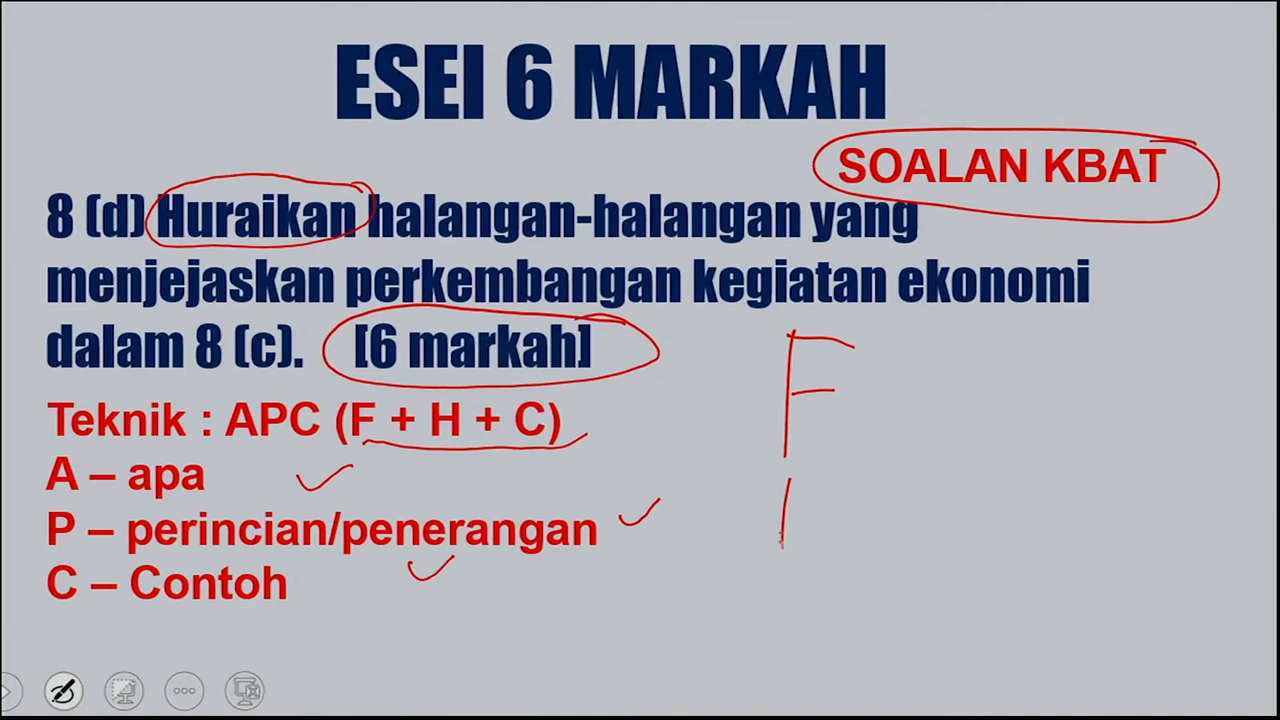 ESEI 6 MARKAH
SOALAN KBAT
8 (d) Huraikan halangan-halangan yang
menjejaskan perkembangan kegiatan ekonomi
dalam 8 (c). [6 markah]
Teknik : APC (F + H + C)
A – apa
P – perincian/penerangan
C – Contoh
F